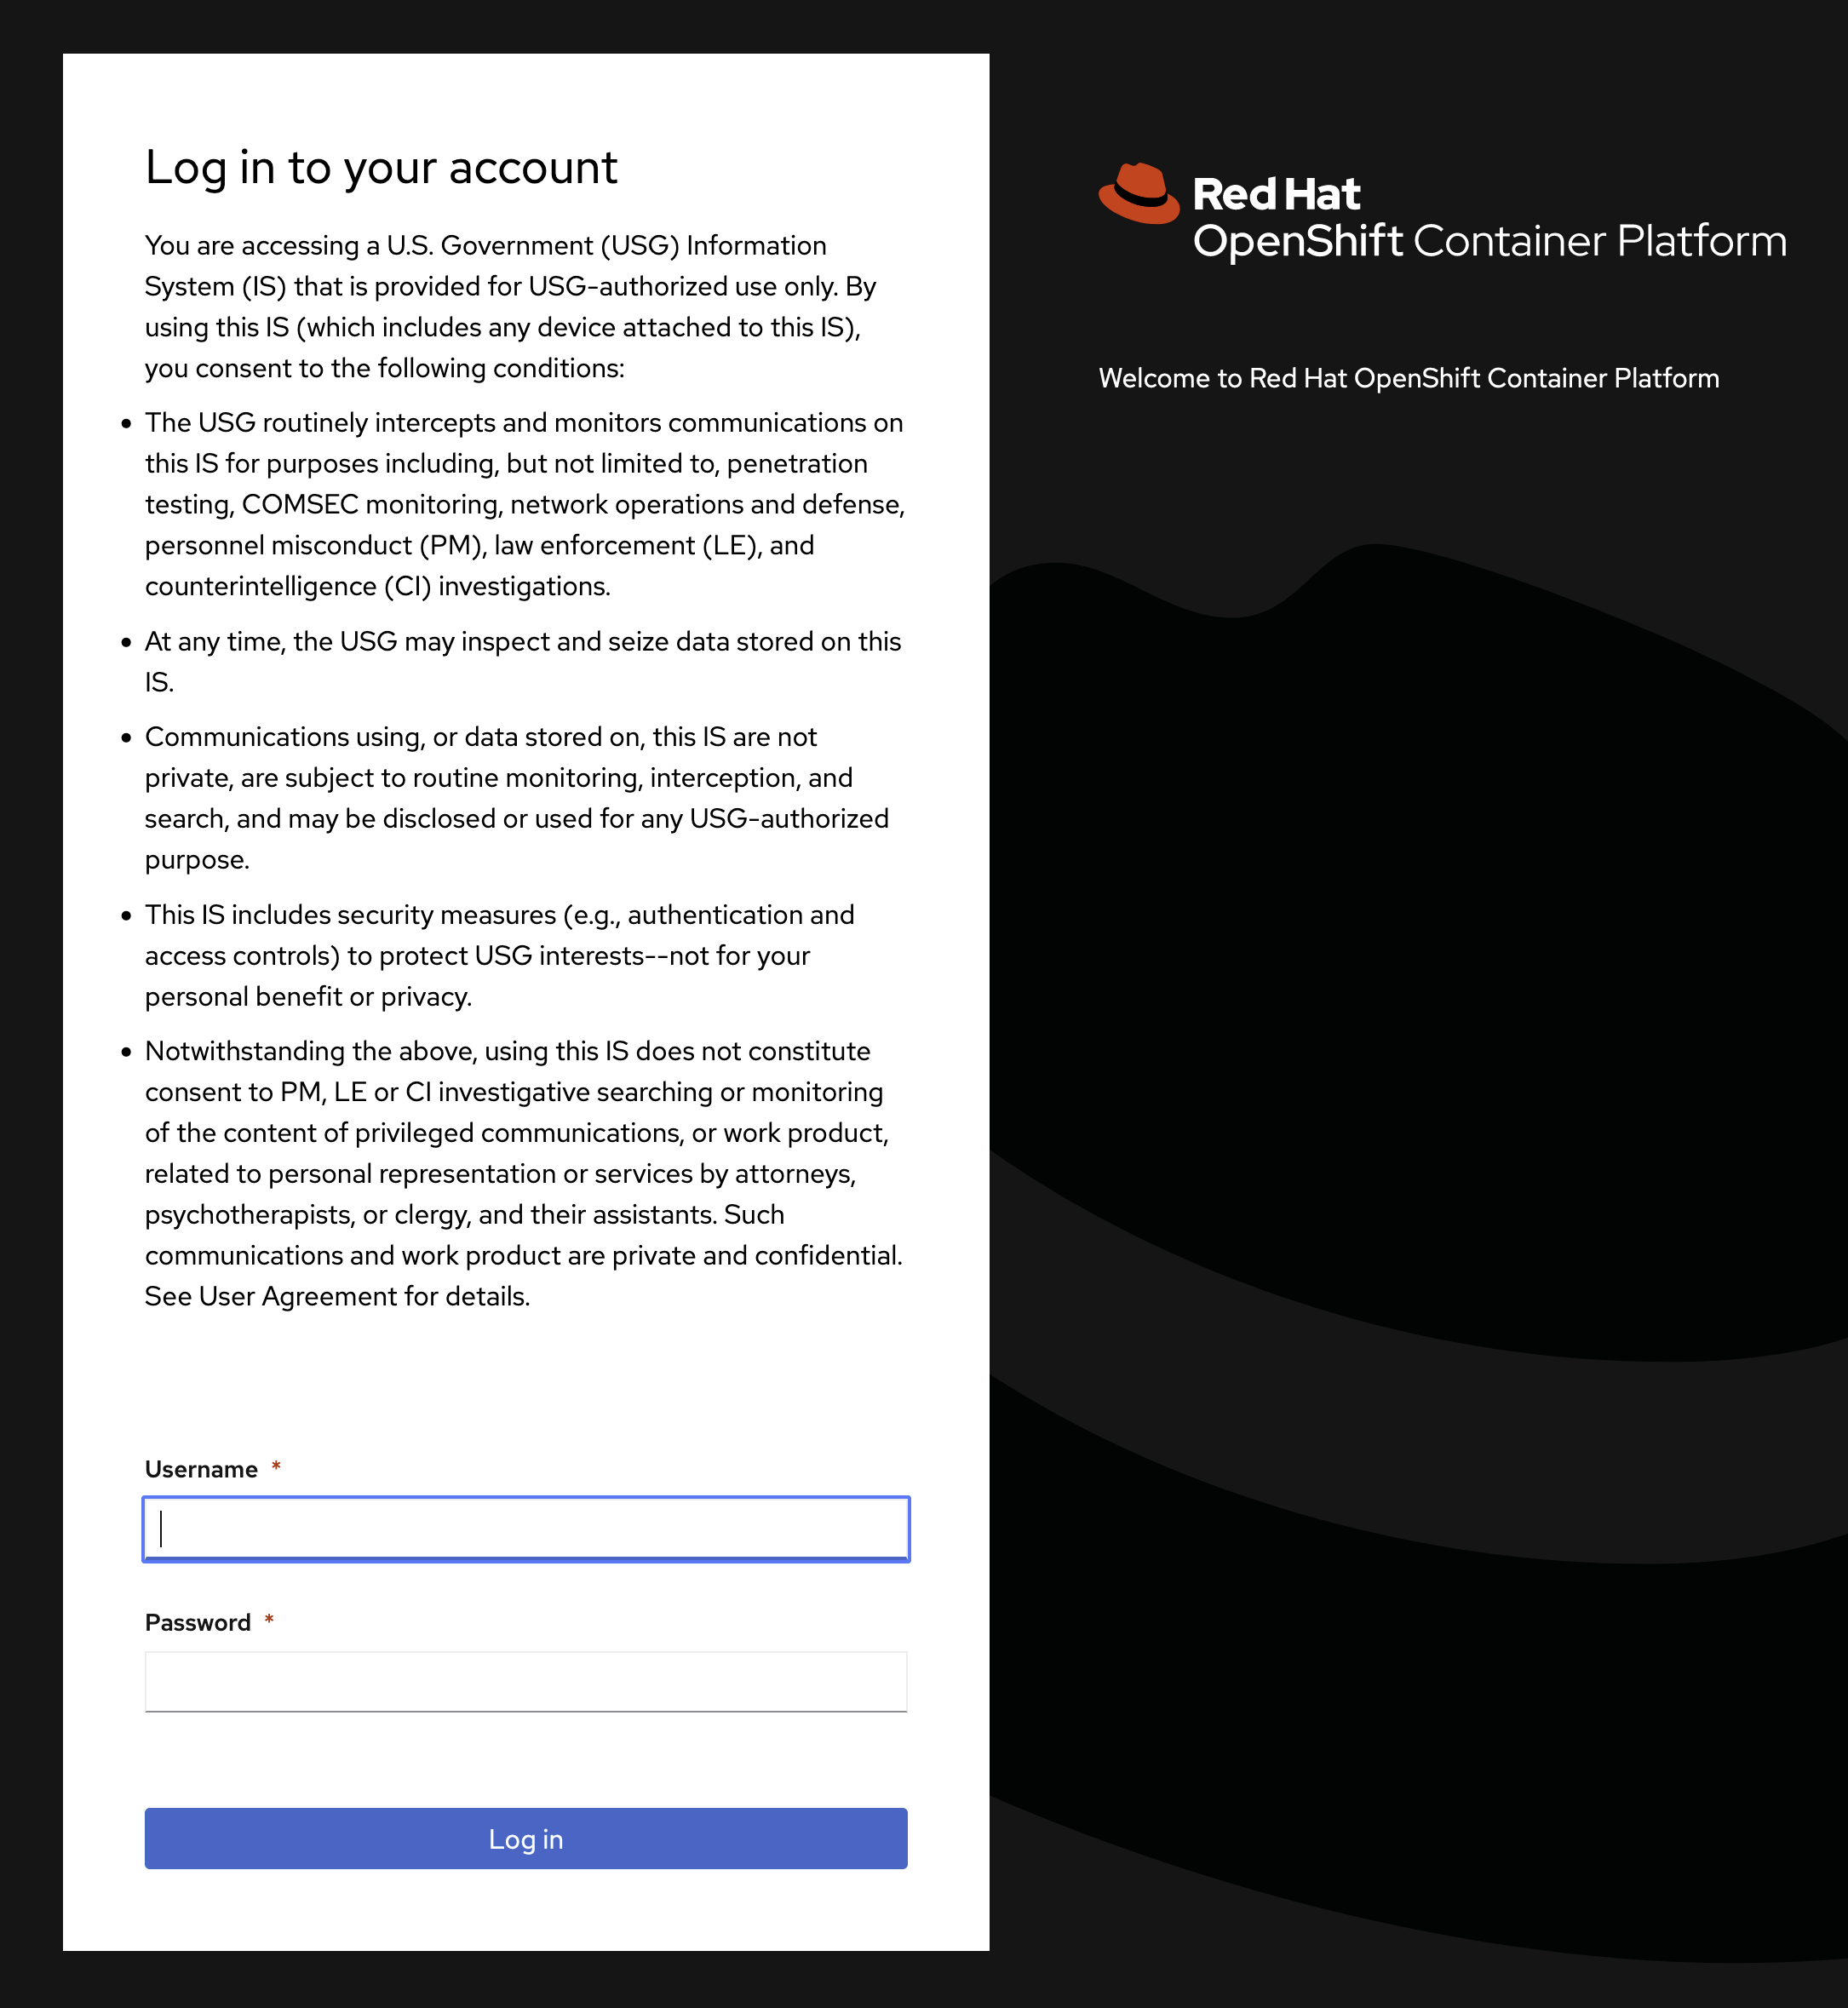 Log in to your account
You are accessing a U.S. Government (USG) Information
System (IS) that is provided for USG-authorized use only. By
using this IS (which includes any device attached to this IS),
you consent to the following conditions:
• The USG routinely intercepts and monitors communications on
this IS for purposes including, but not limited to, penetration
testing, COMSEC monitoring, network operations and defense,
personnel misconduct (PM), law enforcement (LE), and
counterintelligence (CI) investigations.
• At any time, the USG may inspect and seize data stored on this
IS.
• Communications using, or data stored on, this IS are not
private, are subject to routine monitoring, interception, and
search, and may be disclosed or used for any USG-authorized
purpose.
• This IS includes security measures (e.g., authentication and
access controls) to protect USG interests--not for your
personal benefit or privacy.
• Notwithstanding the above, using this IS does not constitute
consent to PM, LE or CI investigative searching or monitoring
of the content of privileged communications, or work product,
related to personal representation or services by attorneys,
psychotherapists, or clergy, and their assistants. Such
communications and work product are private and confidential.
See User Agreement for details.
Username *
Password *
Log in
Red Hat
OpenShift Container Platform
Welcome to Red Hat OpenShift Container Platform